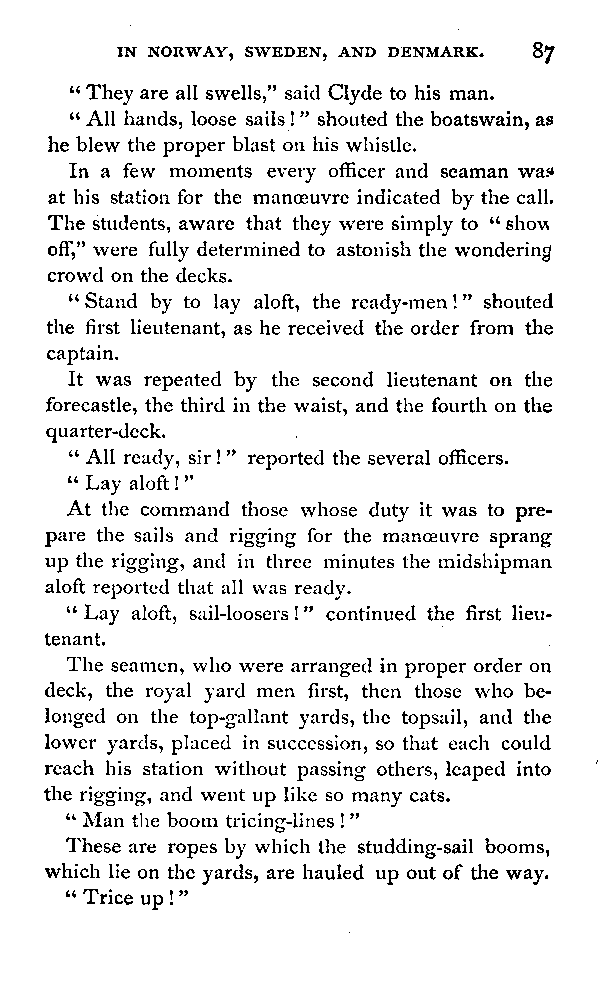 IN NORWAY, SWEDEN, AND DENMARK. 87
“ They are all swells,” said Clyde to his man.
“ All hands, loose sails ! ” shouted the boatswain, as
he blew the proper blast on his whistle.
In a few moments every officer and seaman was
at his station for the manœuvre indicated by the call.
The students, aware that they were simply to “ show
off,” were fully determined to astonish the wondering
crowd on the decks.
“ Stand by to lay aloft, the ready-men ! ” shouted
the first lieutenant, as he received the order from the
captain.
It was repeated by the second lieutenant on the
forecastle, the third in the waist, and the fourth on the
quarter-deck.
“ All ready, sir ! ” reported the several officers.
“ Lay aloft ! ”
At the command those whose duty it was to pre-
pare the sails and rigging for the manœuvre sprang
up the rigging, and in three minutes the midshipman
aloft reported that all was ready.
“ Lay aloft, sail-loosers ! ” continued the first lieu-
tenant.
The seamen, who were arranged in proper order on
deck, the royal yard men first, then those who be-
longed on the top-gallant yards, the topsail, and the
lower yards, placed in succession, so that each could
reach his station without passing others, leaped into
the rigging, and went up like so many cats.
“ Man the boom tricing-lines ! ”
These are ropes by which the studding-sail booms,
which lie on the yards, are hauled up out of the way.
“ Trice up ! ”